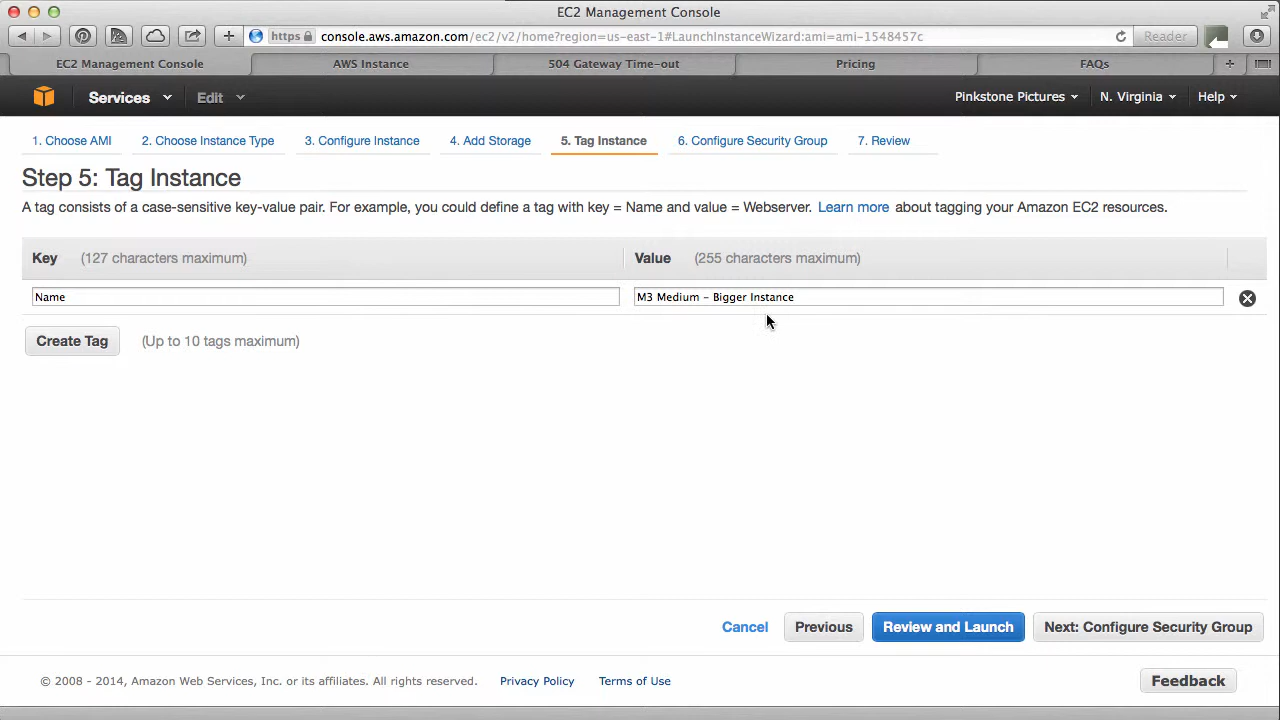 EC2 Management Console
https console.aws.amazon.com/ec2/v2/home?region=us-east-1#LaunchInstanceWizard:ami=ami-1548457c Reader
EC2 Management Console AWS Instance 504 Gateway Time-out Pricing FAQs
Services Edit Pinkstone Pictures N. Virginia Help
1. Choose AMI 2. Choose Instance Type 3. Configure Instance 4. Add Storage 5. Tag Instance 6. Configure Security Group 7. Review
Step 5: Tag Instance
A tag consists of a case-sensitive key-value pair. For example, you could define a tag with key = Name and value = Webserver. Learn more about tagging your Amazon EC2 resources.
Key (127 characters maximum) Value (255 characters maximum)
Name M3 Medium - Bigger Instance
Create Tag (Up to 10 tags maximum)
Cancel Previous Review and Launch Next: Configure Security Group
© 2008 - 2014, Amazon Web Services, Inc. or its affiliates. All rights reserved. Privacy Policy Terms of Use Feedback